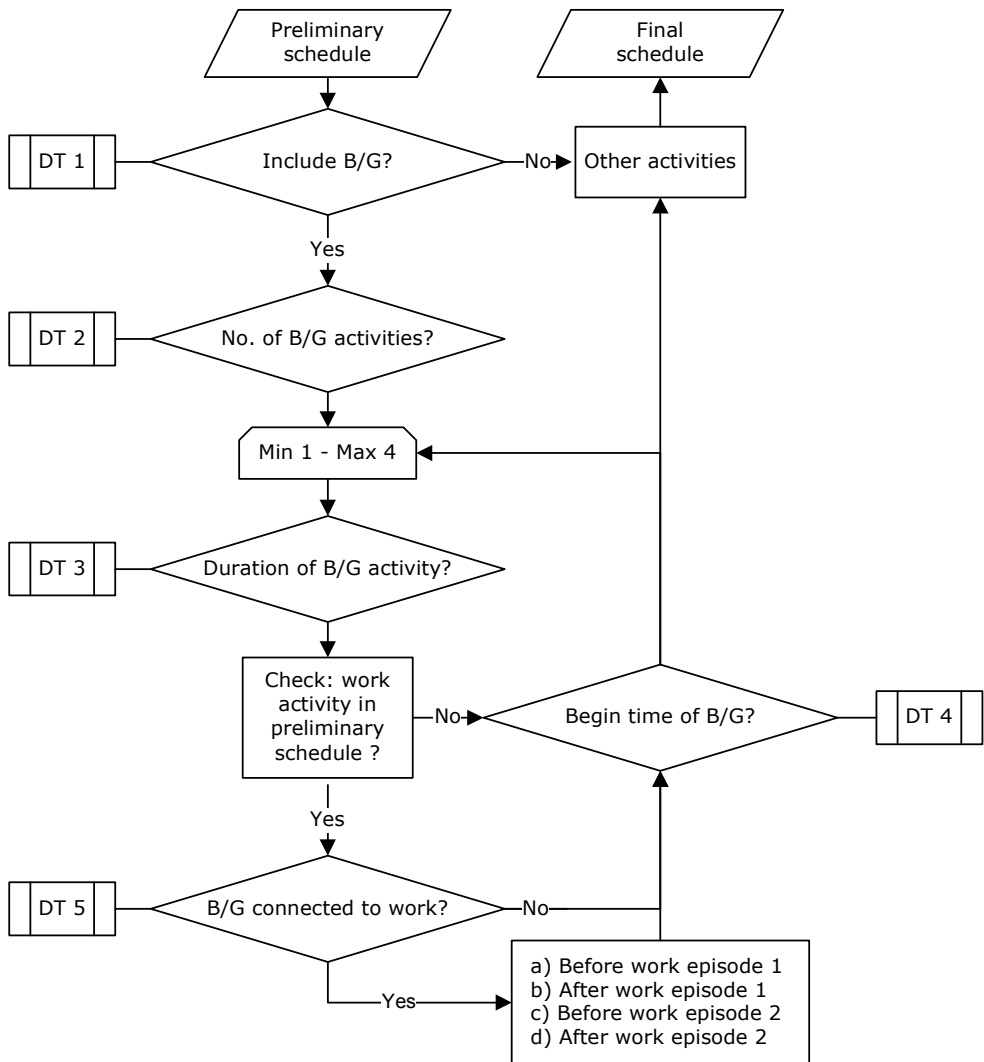 Preliminary
schedule
Final
schedule
DT 1
Include B/G?
No
Other activities
Yes
DT 2
No. of B/G activities?
Min 1 - Max 4
DT 3
Duration of B/G activity?
Check: work
activity in
preliminary
schedule ?
No
Begin time of B/G?
DT 4
Yes
DT 5
B/G connected to work?
No
Yes
a) Before work episode 1
b) After work episode 1
c) Before work episode 2
d) After work episode 2